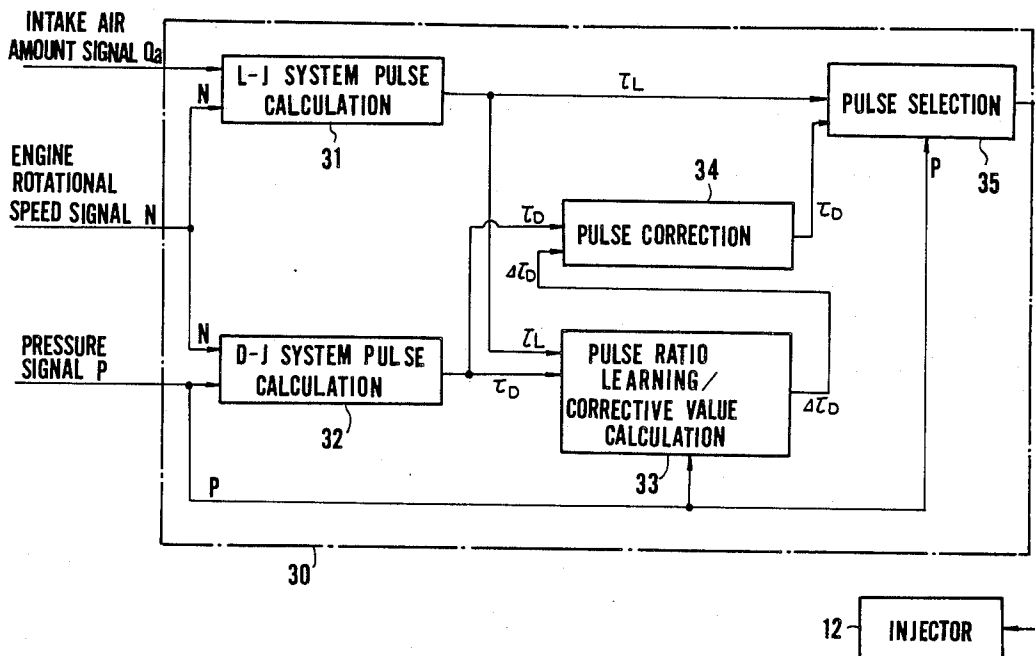 INTAKE AIR
AMOUNT SIGNAL Qa
N
L-J SYSTEM PULSE
CALCULATION
31
τL
PULSE SELECTION
35
P
ENGINE
ROTATIONAL
SPEED SIGNAL N
34
τD
PULSE CORRECTION
τD
ΔτD
N
PRESSURE
SIGNAL P
D-J SYSTEM PULSE
CALCULATION
32
τL
τD
PULSE RATIO
LEARNING/
CORRECTIVE VALUE
CALCULATION
33
ΔτD
P
30
12
INJECTOR